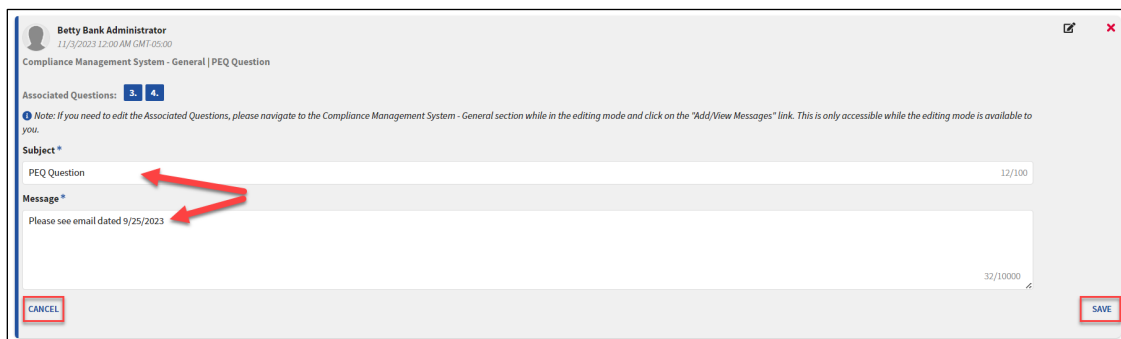 Betty Bank Administrator
11/3/2023 12:00 AM GMT-05:00
Compliance Management System - General | PEQ Question
Associated Questions: 3. 4.
Note: If you need to edit the Associated Questions, please navigate to the Compliance Management System - General section while in the editing mode and click on the "Add/View Messages" link. This is only accessible while the editing mode is available to
you.
Subject *
PEQ Question 12/100
Message *
Please see email dated 9/25/2023
32/10000
CANCEL SAVE